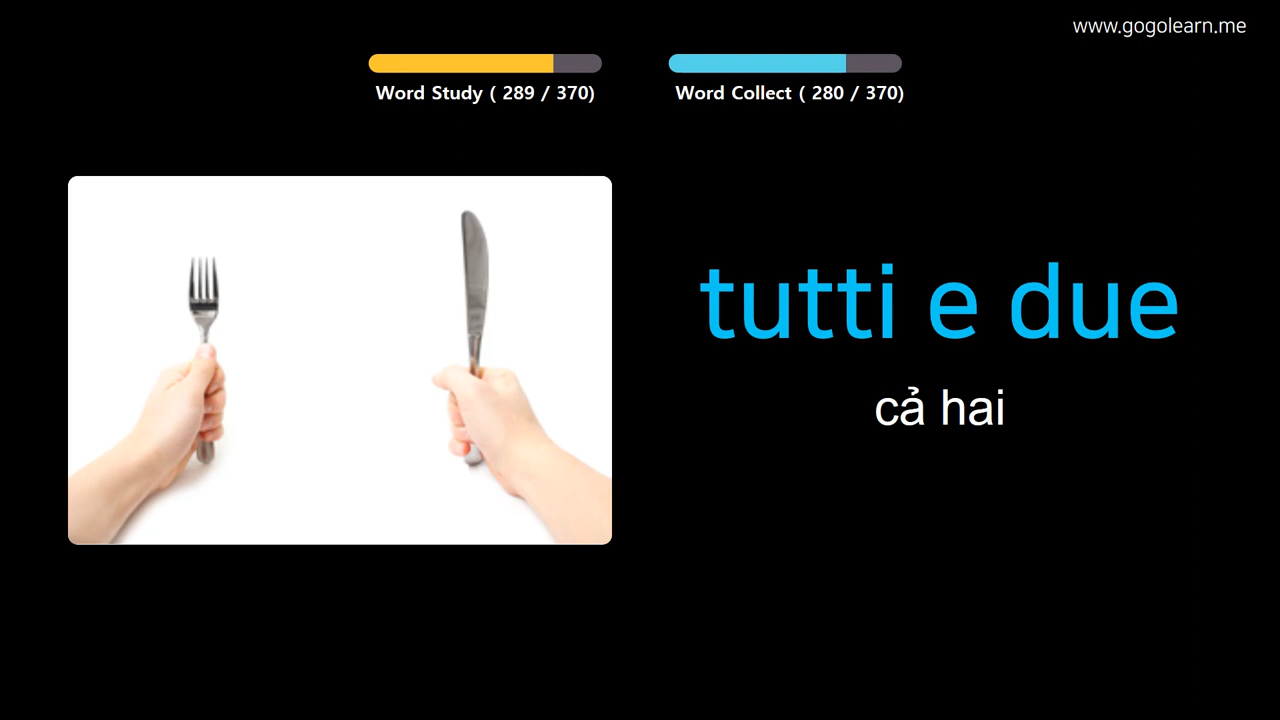 www.gogolearn.me
Word Study ( 289 / 370)
Word Collect ( 280 / 370)
tutti e due
cả hai